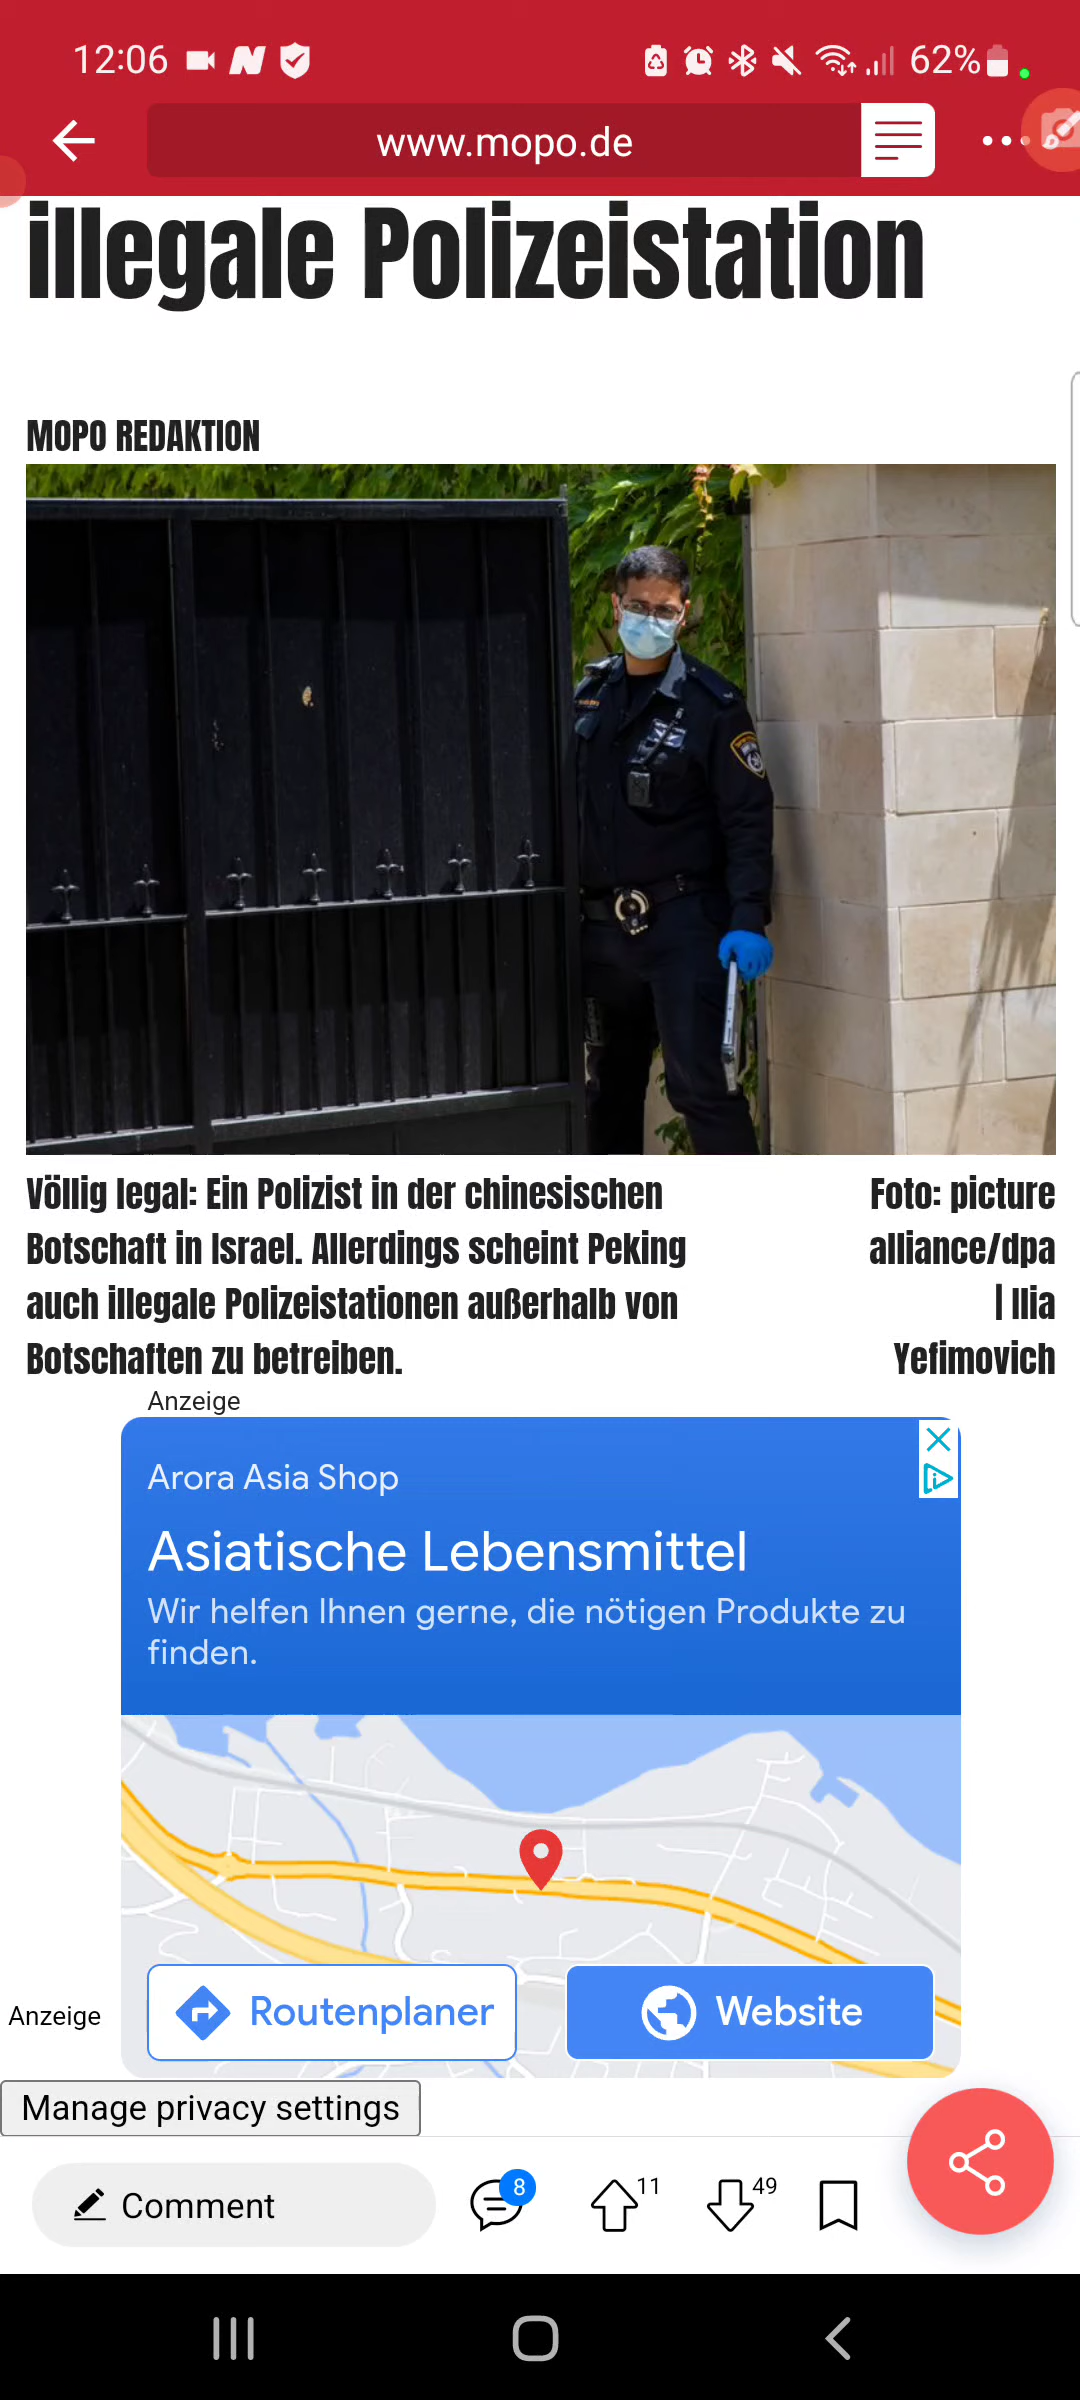 12:06
62%
www.mopo.de
illegale Polizeistation
MOPO REDAKTION
Völlig legal: Ein Polizist in der chinesischen
Botschaft in Israel. Allerdings scheint Peking
auch illegale Polizeistationen außerhalb von
Botschaften zu betreiben.
Foto: picture
alliance/dpa
| Ilia
Yefimovich
Anzeige
Arora Asia Shop
Asiatische Lebensmittel
Wir helfen Ihnen gerne, die nötigen Produkte zu
finden.
Routenplaner
Website
Anzeige
Manage privacy settings
Comment
8
11
49